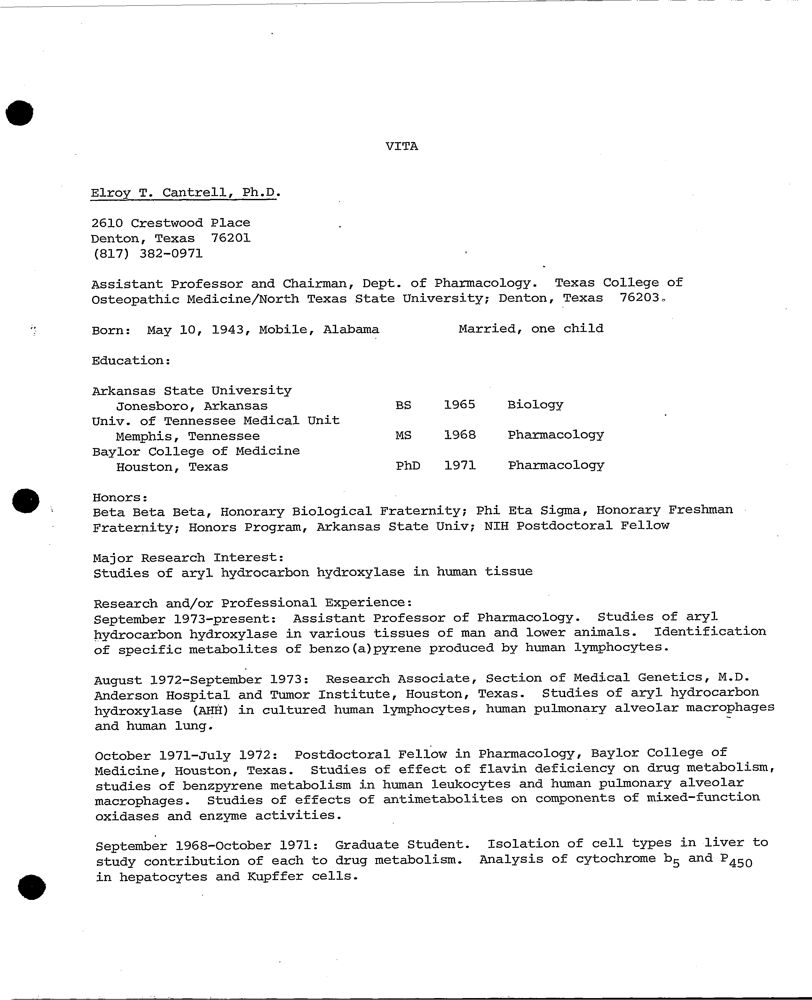 VITA
Elroy T. Cantrell, Ph.D.
2610 Crestwood Place
Denton, Texas 76201
(817) 382-0971
Assistant Professor and Chairman, Dept. of Pharmacology. Texas College of
Osteopathic Medicine/North Texas State University; Denton, Texas 76203.
Born: May 10, 1943, Mobile, Alabama Married, one child
Education:
Arkansas State University
Jonesboro, Arkansas BS 1965 Biology
Univ. of Tennessee Medical Unit
Memphis, Tennessee MS 1968 Pharmacology
Baylor College of Medicine
Houston, Texas PhD 1971 Pharmacology
Honors:
Beta Beta Beta, Honorary Biological Fraternity; Phi Eta Sigma, Honorary Freshman
Fraternity; Honors Program, Arkansas State Univ; NIH Postdoctoral Fellow
Major Research Interest:
Studies of aryl hydrocarbon hydroxylase in human tissue
Research and/or Professional Experience:
September 1973-present: Assistant Professor of Pharmacology. Studies of aryl
hydrocarbon hydroxylase in various tissues of man and lower animals. Identification
of specific metabolites of benzo(a)pyrene produced by human lymphocytes.
August 1972-September 1973: Research Associate, Section of Medical Genetics, M.D.
Anderson Hospital and Tumor Institute, Houston, Texas. Studies of aryl hydrocarbon
hydroxylase (AHH) in cultured human lymphocytes, human pulmonary alveolar macrophages
and human lung.
October 1971-July 1972: Postdoctoral Fellow in Pharmacology, Baylor College of
Medicine, Houston, Texas. Studies of effect of flavin deficiency on drug metabolism,
studies of benzpyrene metabolism in human leukocytes and human pulmonary alveolar
macrophages. Studies of effects of antimetabolites on components of mixed-function
oxidases and enzyme activities.
September 1968-October 1971: Graduate Student. Isolation of cell types in liver to
study contribution of each to drug metabolism. Analysis of cytochrome b5 and P450
in hepatocytes and Kupffer cells.